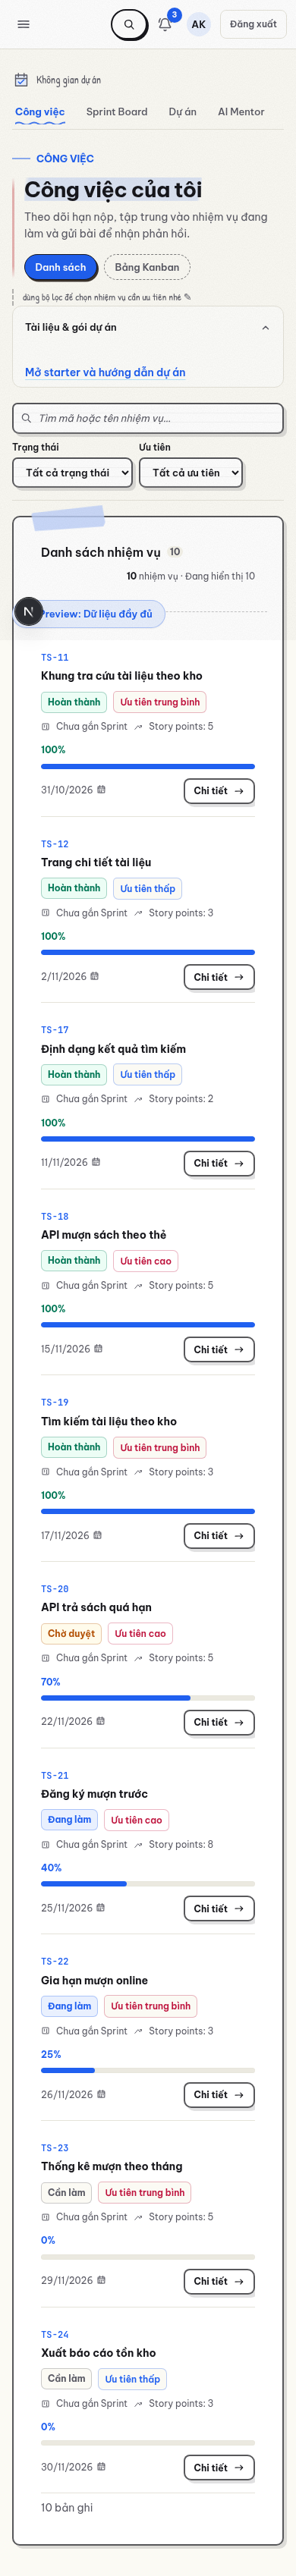 3
AK
Đăng xuất
Không gian dự án
Công việc Sprint Board Dự án AI Mentor
CÔNG VIỆC
Công việc của tôi
Theo dõi hạn nộp, tập trung vào nhiệm vụ đang
làm và gửi bài để nhận phản hồi.
Danh sách Bảng Kanban
dùng bộ lọc để chọn nhiệm vụ cần ưu tiên nhé ✎
Tài liệu & gói dự án
Mở starter và hướng dẫn dự án
Tìm mã hoặc tên nhiệm vụ...
Trạng thái Ưu tiên
Tất cả trạng thái Tất cả ưu tiên
Danh sách nhiệm vụ 10
10 nhiệm vụ · Đang hiển thị 10
N
Preview: Dữ liệu đầy đủ
TS-11
Khung tra cứu tài liệu theo kho
Hoàn thành Ưu tiên trung bình
Chưa gắn Sprint Story points: 5
100%
31/10/2026 Chi tiết →
TS-12
Trang chi tiết tài liệu
Hoàn thành Ưu tiên thấp
Chưa gắn Sprint Story points: 3
100%
2/11/2026 Chi tiết →
TS-17
Định dạng kết quả tìm kiếm
Hoàn thành Ưu tiên thấp
Chưa gắn Sprint Story points: 2
100%
11/11/2026 Chi tiết →
TS-18
API mượn sách theo thẻ
Hoàn thành Ưu tiên cao
Chưa gắn Sprint Story points: 5
100%
15/11/2026 Chi tiết →
TS-19
Tìm kiếm tài liệu theo kho
Hoàn thành Ưu tiên trung bình
Chưa gắn Sprint Story points: 3
100%
17/11/2026 Chi tiết →
TS-20
API trả sách quá hạn
Chờ duyệt Ưu tiên cao
Chưa gắn Sprint Story points: 5
70%
22/11/2026 Chi tiết →
TS-21
Đăng ký mượn trước
Đang làm Ưu tiên cao
Chưa gắn Sprint Story points: 8
40%
25/11/2026 Chi tiết →
TS-22
Gia hạn mượn online
Đang làm Ưu tiên trung bình
Chưa gắn Sprint Story points: 3
25%
26/11/2026 Chi tiết →
TS-23
Thống kê mượn theo tháng
Cần làm Ưu tiên trung bình
Chưa gắn Sprint Story points: 5
0%
29/11/2026 Chi tiết →
TS-24
Xuất báo cáo tồn kho
Cần làm Ưu tiên thấp
Chưa gắn Sprint Story points: 3
0%
30/11/2026 Chi tiết →
10 bản ghi